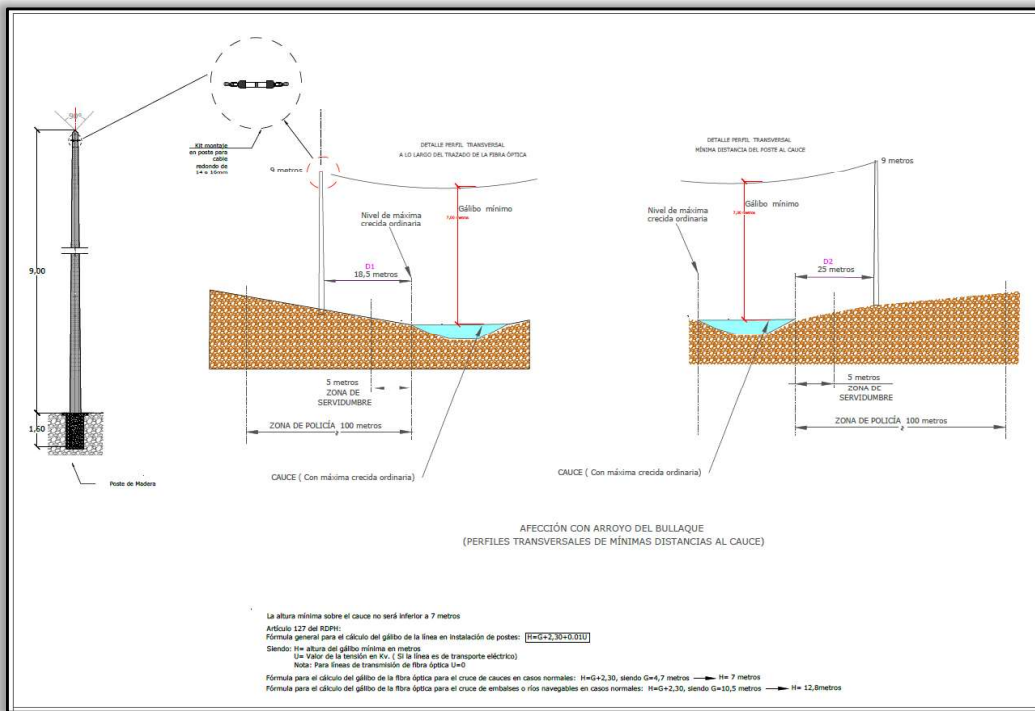 90º
Kit montaje
en poste para
cable
redondo de
14 a 16mm
9,00
1,60
Poste de Madera
DETALLE PERFIL TRANSVERSAL
A LO LARGO DEL TRAZADO DE LA FIBRA ÓPTICA
9 metros
Nivel de máxima
crecida ordinaria
Gálibo mínimo
7,00 metros
D1
18,5 metros
5 metros
ZONA DE
SERVIDUMBRE
ZONA DE POLICÍA 100 metros
CAUCE ( Con máxima crecida ordinaria)
DETALLE PERFIL TRANSVERSAL
MÍNIMA DISTANCIA DEL POSTE AL CAUCE
9 metros
Nivel de máxima
crecida ordinaria
Gálibo mínimo
D2
25 metros
5 metros
ZONA DE
SERVIDUMBRE
ZONA DE POLICÍA 100 metros
CAUCE ( Con máxima crecida ordinaria)
AFECCIÓN CON ARROYO DEL BULLAQUE
(PERFILES TRANSVERSALES DE MÍNIMAS DISTANCIAS AL CAUCE)
La altura mínima sobre el cauce no será inferior a 7 metros
Artículo 127 del RDPH:
Fórmula general para el cálculo del gálibo de la línea en instalación de postes: H=G+2,30+0.01U
Siendo: H= altura del gálibo mínima en metros
U= Valor de la tensión en Kv. ( Si la línea es de transporte eléctrico)
Nota: Para líneas de transmisión de fibra óptica U=0
Fórmula para el cálculo del gálibo de la fibra óptica para el cruce de cauces en casos normales: H=G+2,30, siendo G=4,7 metros → H= 7 metros
Fórmula para el cálculo del gálibo de la fibra óptica para el cruce de embalses o ríos navegables en casos normales: H=G+2,30, siendo G=10,5 metros → H= 12,8metros